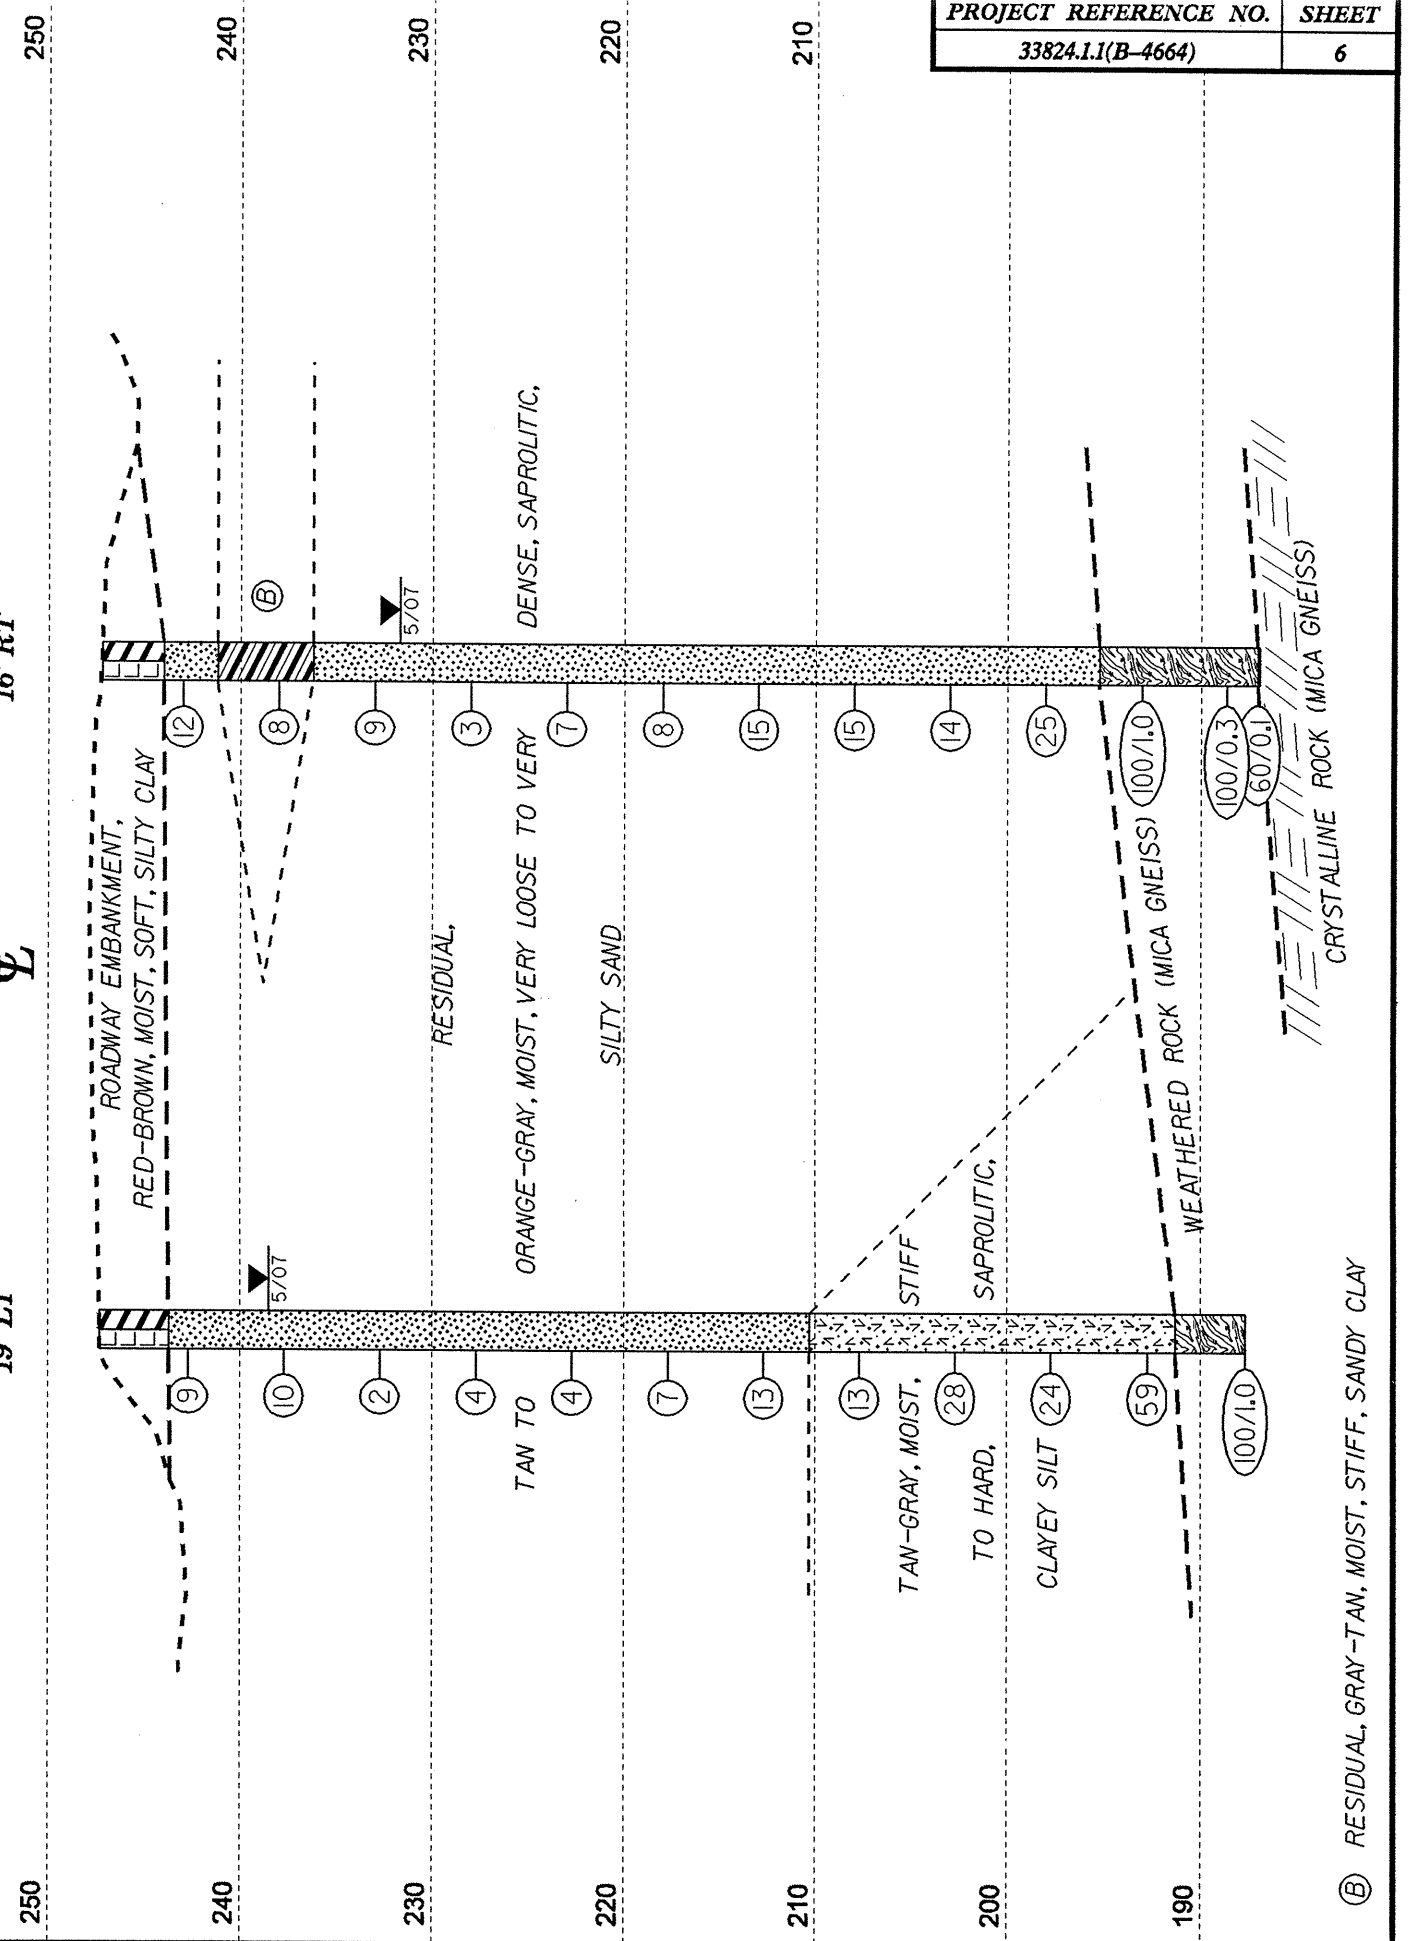 PROJECT REFERENCE NO. SHEET
33824.1.1(B-4664) 6
250
240
230
220
210
250
240
230
220
210
200
190
℄
ROADWAY EMBANKMENT,
RED-BROWN, MOIST, SOFT, SILTY CLAY
RESIDUAL,
TAN TO ORANGE-GRAY, MOIST, VERY LOOSE TO VERY DENSE, SAPROLITIC,
SILTY SAND
TAN-GRAY, MOIST, STIFF
TO HARD, SAPROLITIC,
CLAYEY SILT
WEATHERED ROCK (MICA GNEISS)
CRYSTALLINE ROCK (MICA GNEISS)
9
10
2
4
4
7
13
13
28
24
59
100/1.0
5/07
12
8
9
3
7
8
15
15
14
25
100/1.0
100/0.3
60/0.1
5/07
B
B RESIDUAL, GRAY-TAN, MOIST, STIFF, SANDY CLAY